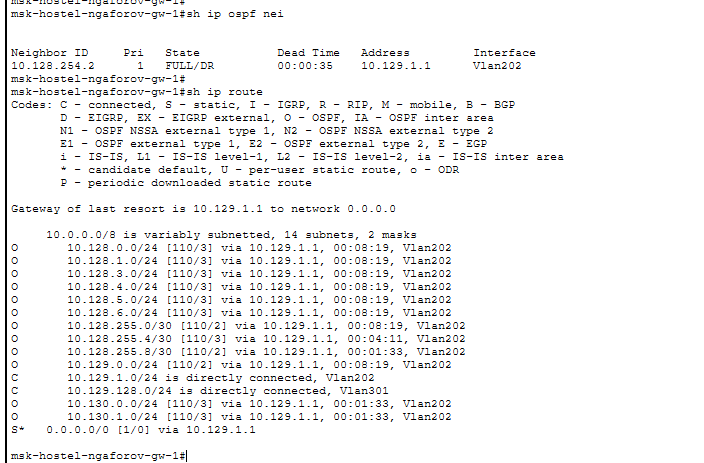 msk-hostel-ngaforov-gw-1#
msk-hostel-ngaforov-gw-1#sh ip ospf nei
Neighbor ID     Pri   State           Dead Time   Address         Interface
10.128.254.2      1   FULL/DR         00:00:35    10.129.1.1      Vlan202
msk-hostel-ngaforov-gw-1#
msk-hostel-ngaforov-gw-1#sh ip route
Codes: C - connected, S - static, I - IGRP, R - RIP, M - mobile, B - BGP
       D - EIGRP, EX - EIGRP external, O - OSPF, IA - OSPF inter area
       N1 - OSPF NSSA external type 1, N2 - OSPF NSSA external type 2
       E1 - OSPF external type 1, E2 - OSPF external type 2, E - EGP
       i - IS-IS, L1 - IS-IS level-1, L2 - IS-IS level-2, ia - IS-IS inter area
       * - candidate default, U - per-user static route, o - ODR
       P - periodic downloaded static route
Gateway of last resort is 10.129.1.1 to network 0.0.0.0
     10.0.0.0/8 is variably subnetted, 14 subnets, 2 masks
O       10.128.0.0/24 [110/3] via 10.129.1.1, 00:08:19, Vlan202
O       10.128.1.0/24 [110/3] via 10.129.1.1, 00:08:19, Vlan202
O       10.128.3.0/24 [110/3] via 10.129.1.1, 00:08:19, Vlan202
O       10.128.4.0/24 [110/3] via 10.129.1.1, 00:08:19, Vlan202
O       10.128.5.0/24 [110/3] via 10.129.1.1, 00:08:19, Vlan202
O       10.128.6.0/24 [110/3] via 10.129.1.1, 00:08:19, Vlan202
O       10.128.255.0/30 [110/2] via 10.129.1.1, 00:08:19, Vlan202
O       10.128.255.4/30 [110/3] via 10.129.1.1, 00:04:11, Vlan202
O       10.128.255.8/30 [110/2] via 10.129.1.1, 00:01:33, Vlan202
O       10.129.0.0/24 [110/2] via 10.129.1.1, 00:08:19, Vlan202
C       10.129.1.0/24 is directly connected, Vlan202
C       10.129.128.0/24 is directly connected, Vlan301
O       10.130.0.0/24 [110/3] via 10.129.1.1, 00:01:33, Vlan202
O       10.130.1.0/24 [110/3] via 10.129.1.1, 00:01:33, Vlan202
S*   0.0.0.0/0 [1/0] via 10.129.1.1
msk-hostel-ngaforov-gw-1#